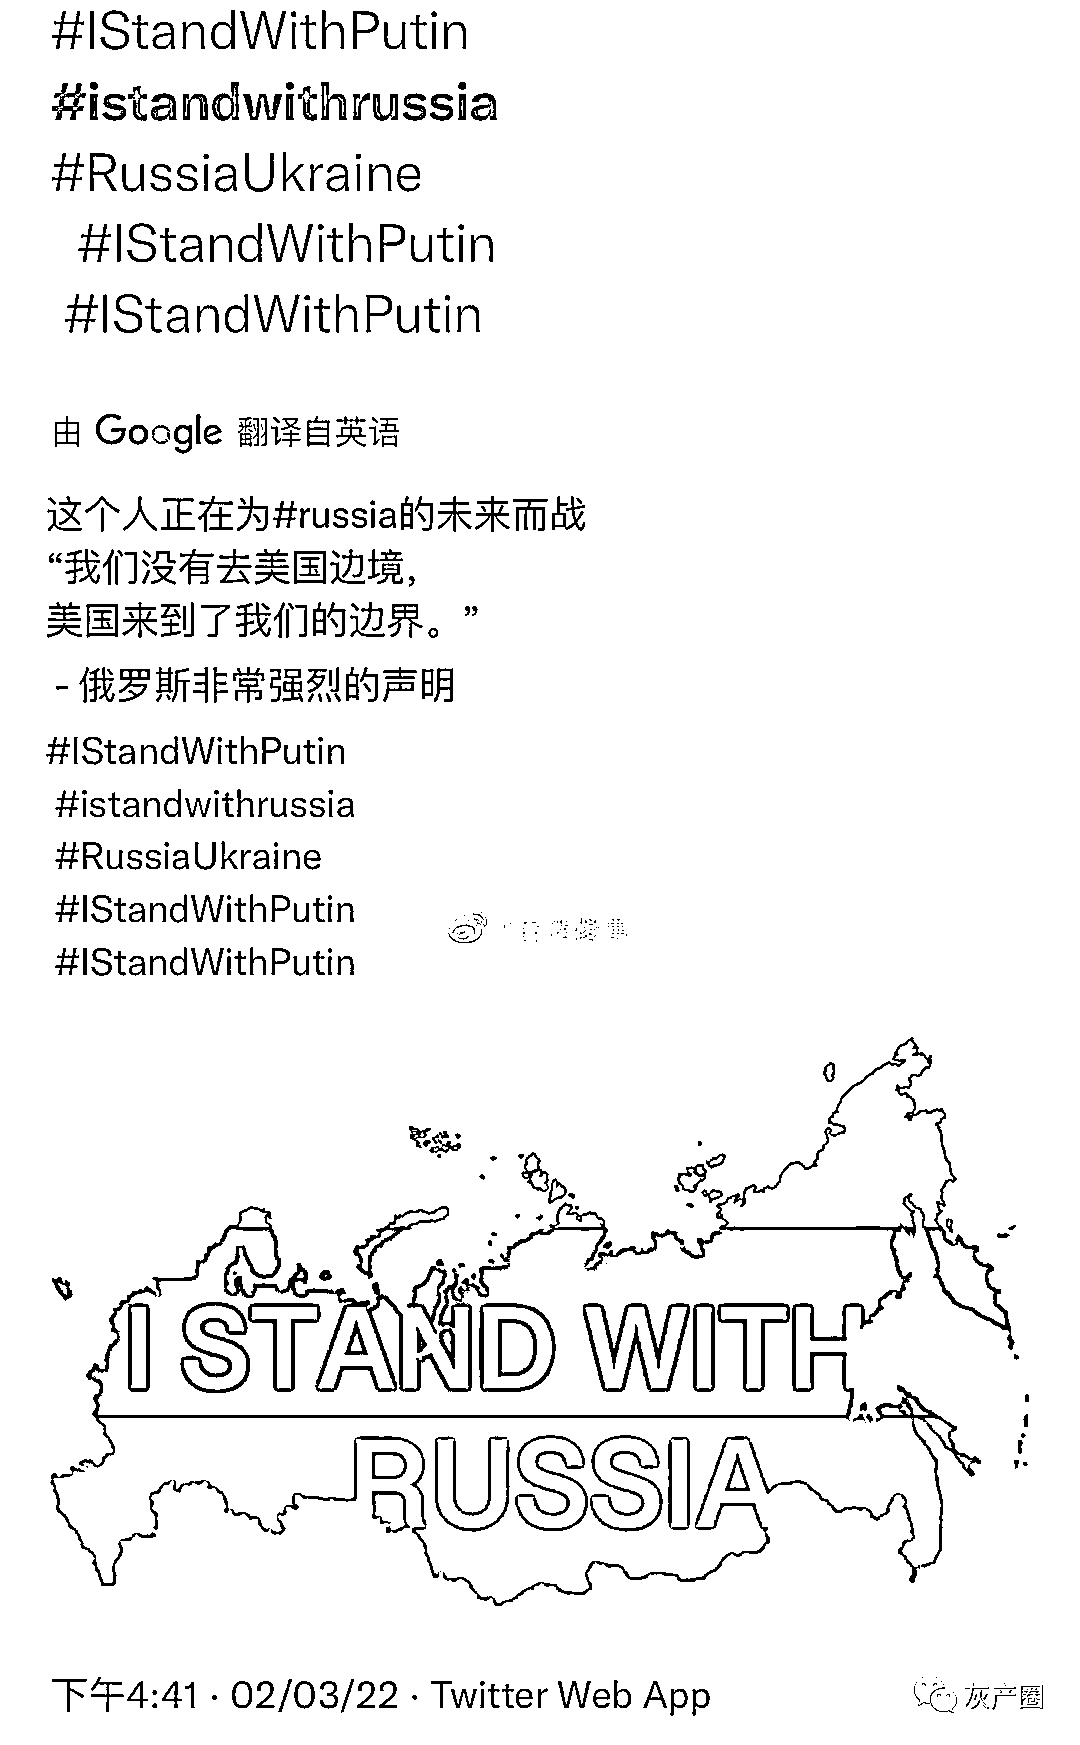 #IStandWithPutin
#istandwithrussia
#RussiaUkraine
#IStandWithPutin
#IStandWithPutin
由 Google 翻译自英语
这个人正在为#russia的未来而战
“我们没有去美国边境，
美国来到了我们的边界。”
- 俄罗斯非常强烈的声明
#IStandWithPutin
#istandwithrussia
#RussiaUkraine
#IStandWithPutin
#IStandWithPutin
I STAND WITH
RUSSIA
下午4:41 · 02/03/22 · Twitter Web App
灰产圈